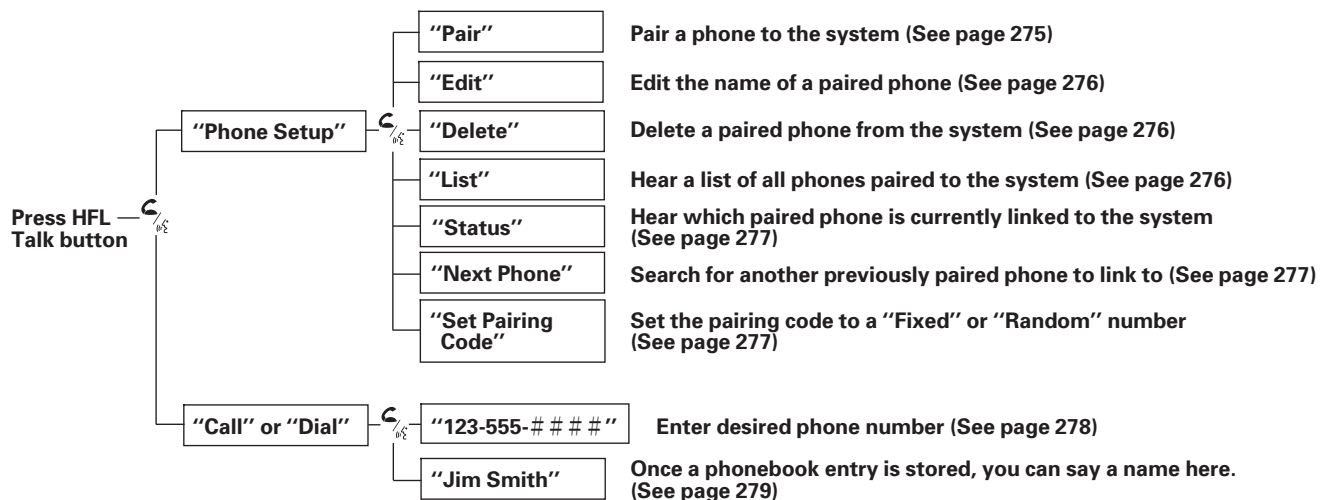 "Pair"
Pair a phone to the system (See page 275)
"Edit"
Edit the name of a paired phone (See page 276)
"Phone Setup"
"Delete"
Delete a paired phone from the system (See page 276)
"List"
Hear a list of all phones paired to the system (See page 276)
Press HFL
Talk button
"Status"
Hear which paired phone is currently linked to the system
(See page 277)
"Next Phone"
Search for another previously paired phone to link to (See page 277)
"Set Pairing
Code"
Set the pairing code to a "Fixed" or "Random" number
(See page 277)
"Call" or "Dial"
"123-555-####"
Enter desired phone number (See page 278)
"Jim Smith"
Once a phonebook entry is stored, you can say a name here.
(See page 279)